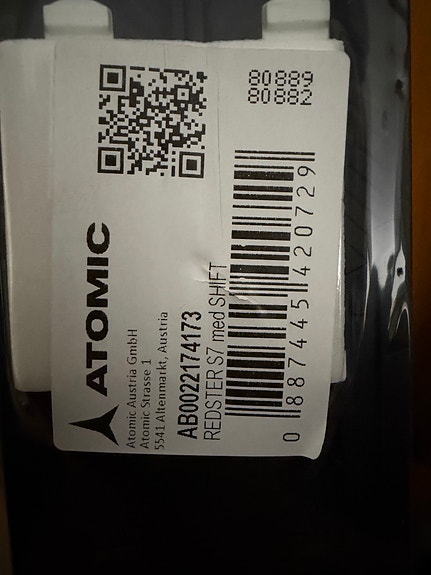 80889
80882
ATOMIC
Atomic Austria GmbH
Atomic Strasse 1
5541 Altenmarkt, Austria
AB0022174173
REDSTER S7 med SHIFT
0 887445 420729